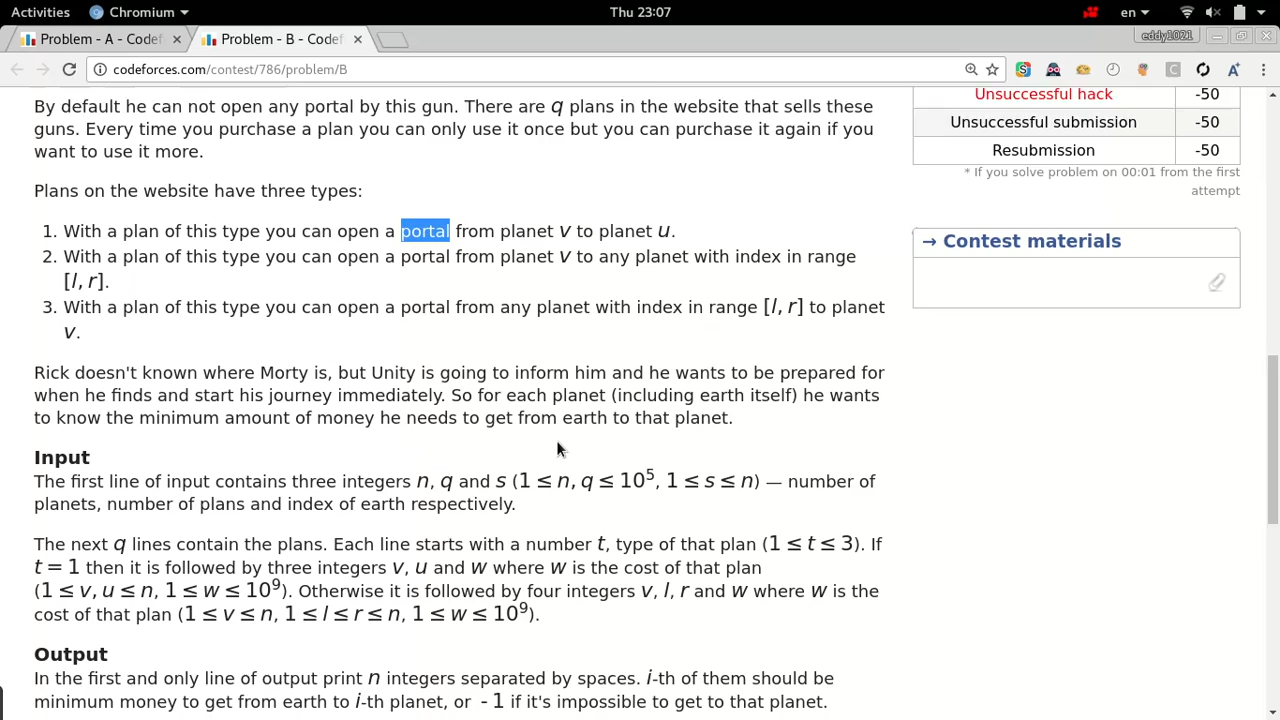 Activities Chromium Thu 23:07 en
Problem - A - Codef Problem - B - Codef eddy1021
codeforces.com/contest/786/problem/B
By default he can not open any portal by this gun. There are q plans in the website that sells these
guns. Every time you purchase a plan you can only use it once but you can purchase it again if you
want to use it more.
Plans on the website have three types:
1. With a plan of this type you can open a portal from planet v to planet u.
2. With a plan of this type you can open a portal from planet v to any planet with index in range
[l, r].
3. With a plan of this type you can open a portal from any planet with index in range [l, r] to planet
v.
Rick doesn't known where Morty is, but Unity is going to inform him and he wants to be prepared for
when he finds and start his journey immediately. So for each planet (including earth itself) he wants
to know the minimum amount of money he needs to get from earth to that planet.
Input
The first line of input contains three integers n, q and s (1 ≤ n, q ≤ 10⁵, 1 ≤ s ≤ n) — number of
planets, number of plans and index of earth respectively.
The next q lines contain the plans. Each line starts with a number t, type of that plan (1 ≤ t ≤ 3). If
t = 1 then it is followed by three integers v, u and w where w is the cost of that plan
(1 ≤ v, u ≤ n, 1 ≤ w ≤ 10⁹). Otherwise it is followed by four integers v, l, r and w where w is the
cost of that plan (1 ≤ v ≤ n, 1 ≤ l ≤ r ≤ n, 1 ≤ w ≤ 10⁹).
Output
In the first and only line of output print n integers separated by spaces. i-th of them should be
minimum money to get from earth to i-th planet, or - 1 if it's impossible to get to that planet.
Unsuccessful hack -50
Unsuccessful submission -50
Resubmission -50
* If you solve problem on 00:01 from the first
attempt
→ Contest materials